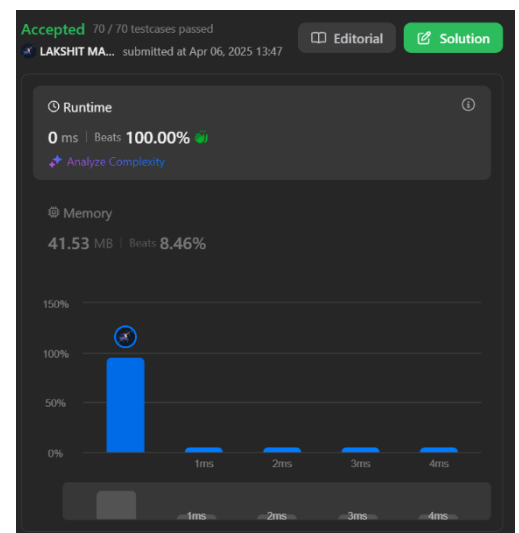 Accepted 70 / 70 testcases passed
Editorial
Solution
LAKSHIT MA... submitted at Apr 06, 2025 13:47
Runtime
0 ms | Beats 100.00%
Analyze Complexity
Memory
41.53 MB | Beats 8.46%
150%
100%
50%
0%
1ms 2ms 3ms 4ms
1ms 2ms 3ms 4ms